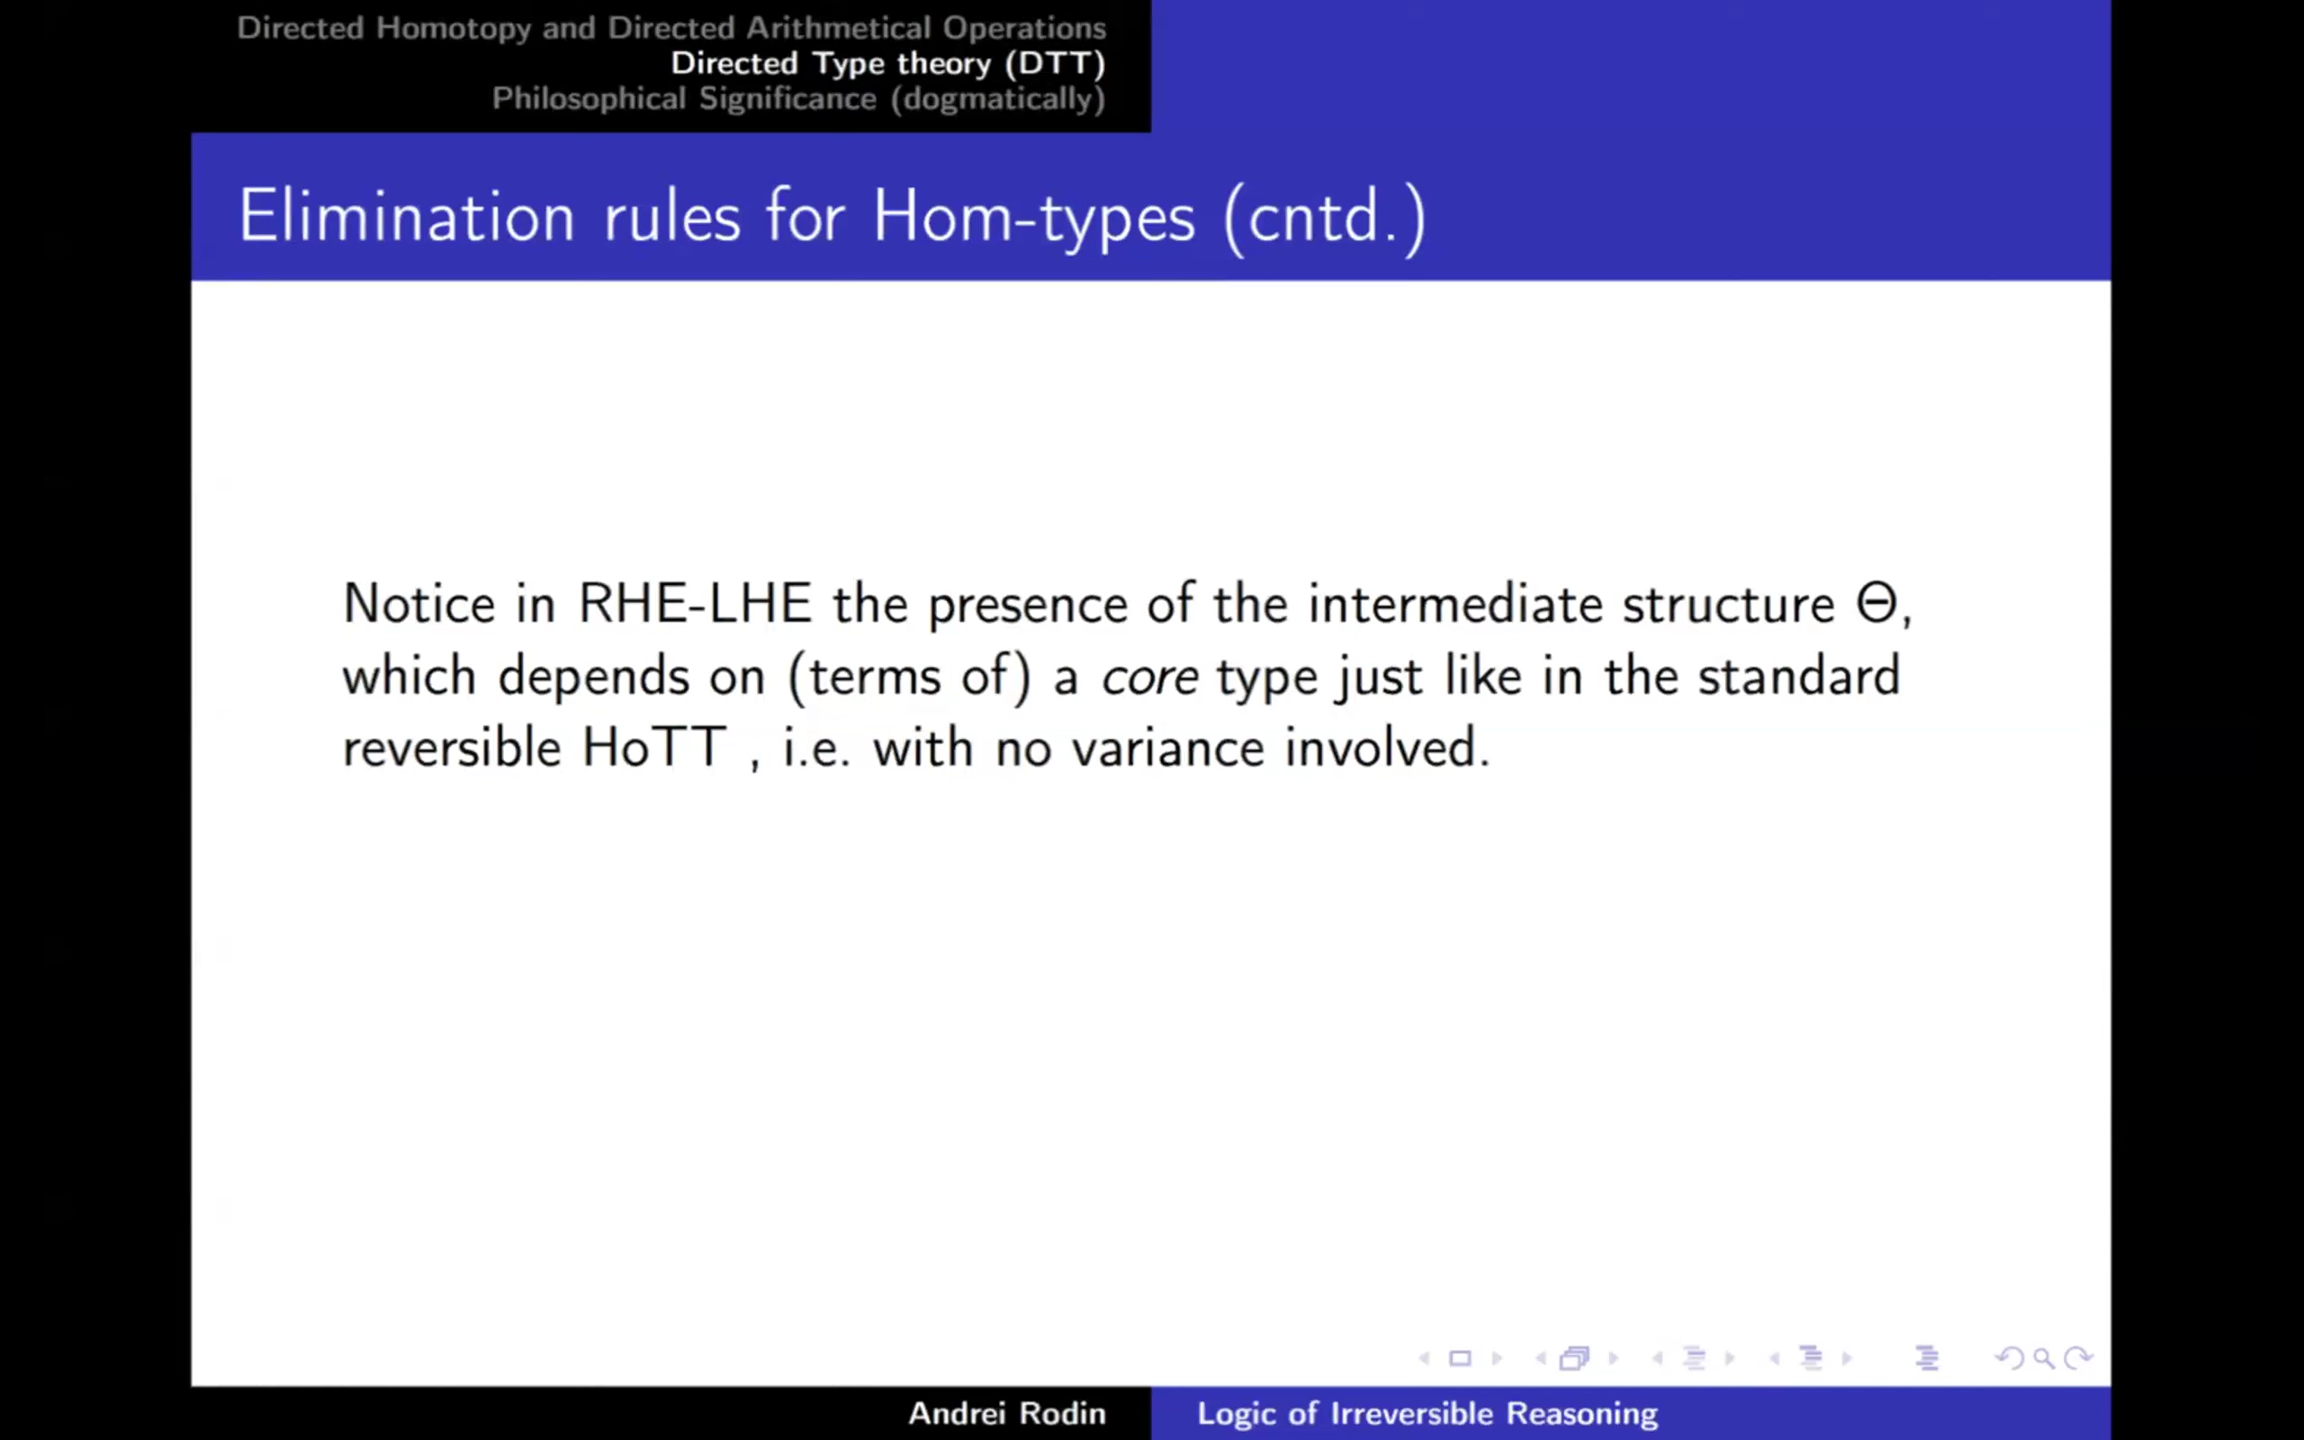 Directed Homotopy and Directed Arithmetical Operations
Directed Type theory (DTT)
Philosophical Significance (dogmatically)
Elimination rules for Hom-types (cntd.)
Notice in RHE-LHE the presence of the intermediate structure Θ,
which depends on (terms of) a core type just like in the standard
reversible HoTT , i.e. with no variance involved.
Andrei Rodin
Logic of Irreversible Reasoning